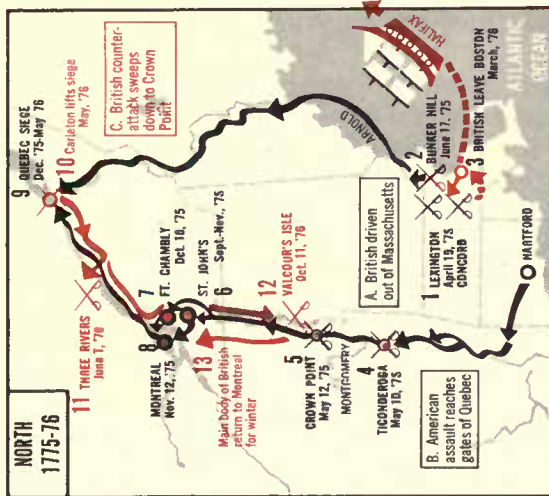 NORTH
1775-76
9 QUEBEC SIEGE
Dec. '75-May 76
10 Carleton lifts siege
May. '76
C. British counter-
attack sweeps
down to Crown
Point
11 THREE RIVERS
June 7, '76
7 FT. CHAMBLY
Oct. 18, '75
8
MONTREAL
Nov. 12, '75
ST. JOHN'S
Sept.-Nov., '75
6
12
VALCOUR'S ISLE
Oct. 11, '76
13
Main body of British
return to Montreal
for winter
5
CROWN POINT
May 12, '75
MONTGOMERY
4
TICONDEROGA
May 10, '75
B. American
assault reaches
gates of Quebec
A. British driven
out of Massachusetts
ARNOLD
HALIFAX
1 LEXINGTON
April 19, '75
CONCORD
2
BUNKER HILL
June 17, '75
3 BRITISH LEAVE BOSTON
March, '76
HARTFORD